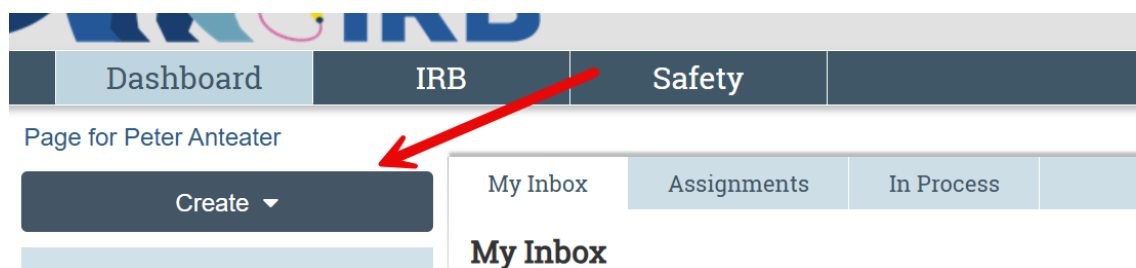 IRB
Dashboard IRB Safety
Page for Peter Anteater
Create
My Inbox Assignments In Process
My Inbox